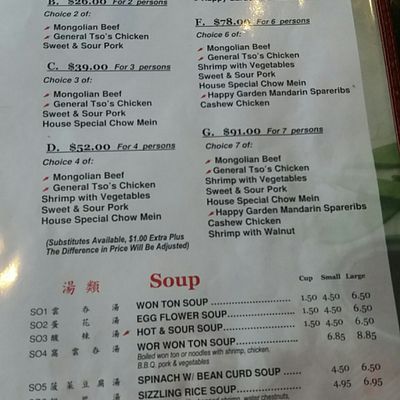 B. $26.00 For 2 persons
Choice 2 of:
Mongolian Beef
General Tso's Chicken
Sweet & Sour Pork
C. $39.00 For 3 persons
Choice 3 of:
Mongolian Beef
General Tso's Chicken
Sweet & Sour Pork
House Special Chow Mein
D. $52.00 For 4 persons
Choice 4 of:
Mongolian Beef
General Tso's Chicken
Shrimp with Vegetables
Sweet & Sour Pork
House Special Chow Mein
(Substitutes Available, $1.00 Extra Plus
The Difference in Price Will Be Adjusted)
F. $78.00 For 6 persons
Choice 6 of:
Mongolian Beef
General Tso's Chicken
Shrimp with Vegetables
Sweet & Sour Pork
House Special Chow Mein
Happy Garden Mandarin Spareribs
Cashew Chicken
G. $91.00 For 7 persons
Choice 7 of:
Mongolian Beef
General Tso's Chicken
Shrimp with Vegetables
Sweet & Sour Pork
House Special Chow Mein
Happy Garden Mandarin Spareribs
Cashew Chicken
Shrimp with Walnut
湯類 Soup Cup Small Large
SO1 雲吞湯 WON TON SOUP 1.50 4.50 6.50
SO2 蛋花湯 EGG FLOWER SOUP 1.50 4.50 6.50
SO3 酸辣湯 HOT & SOUR SOUP 1.50 4.50 6.50
SO4 窩雲吞湯 WOR WON TON SOUP 6.85 8.85
Boiled won ton or noodles with shrimp, chicken,
B.B.Q. pork & vegetables
SO5 菠菜豆腐湯 SPINACH W/ BEAN CURD SOUP 4.50 6.50
SIZZLING RICE SOUP 4.95 6.95